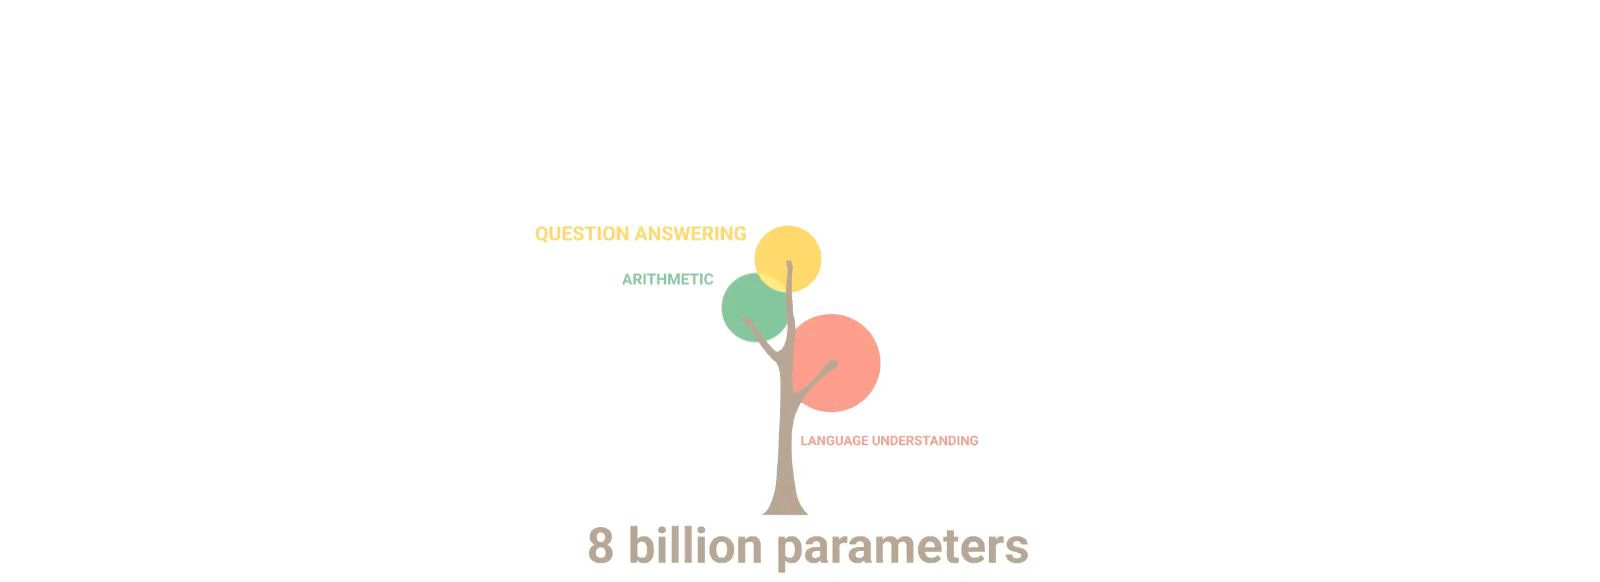 QUESTION ANSWERING
ARITHMETIC
LANGUAGE UNDERSTANDING
8 billion parameters